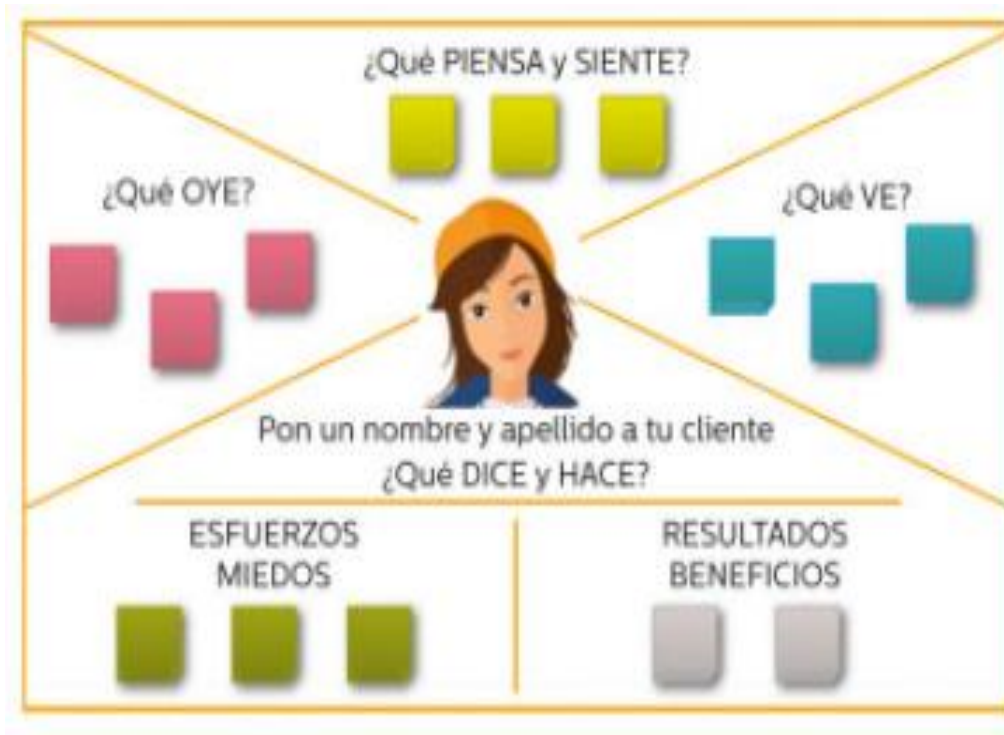 ¿Qué PIENSA y SIENTE?
¿Qué OYE?
¿Qué VE?
Pon un nombre y apellido a tu cliente
¿Qué DICE y HACE?
ESFUERZOS
MIEDOS
RESULTADOS
BENEFICIOS